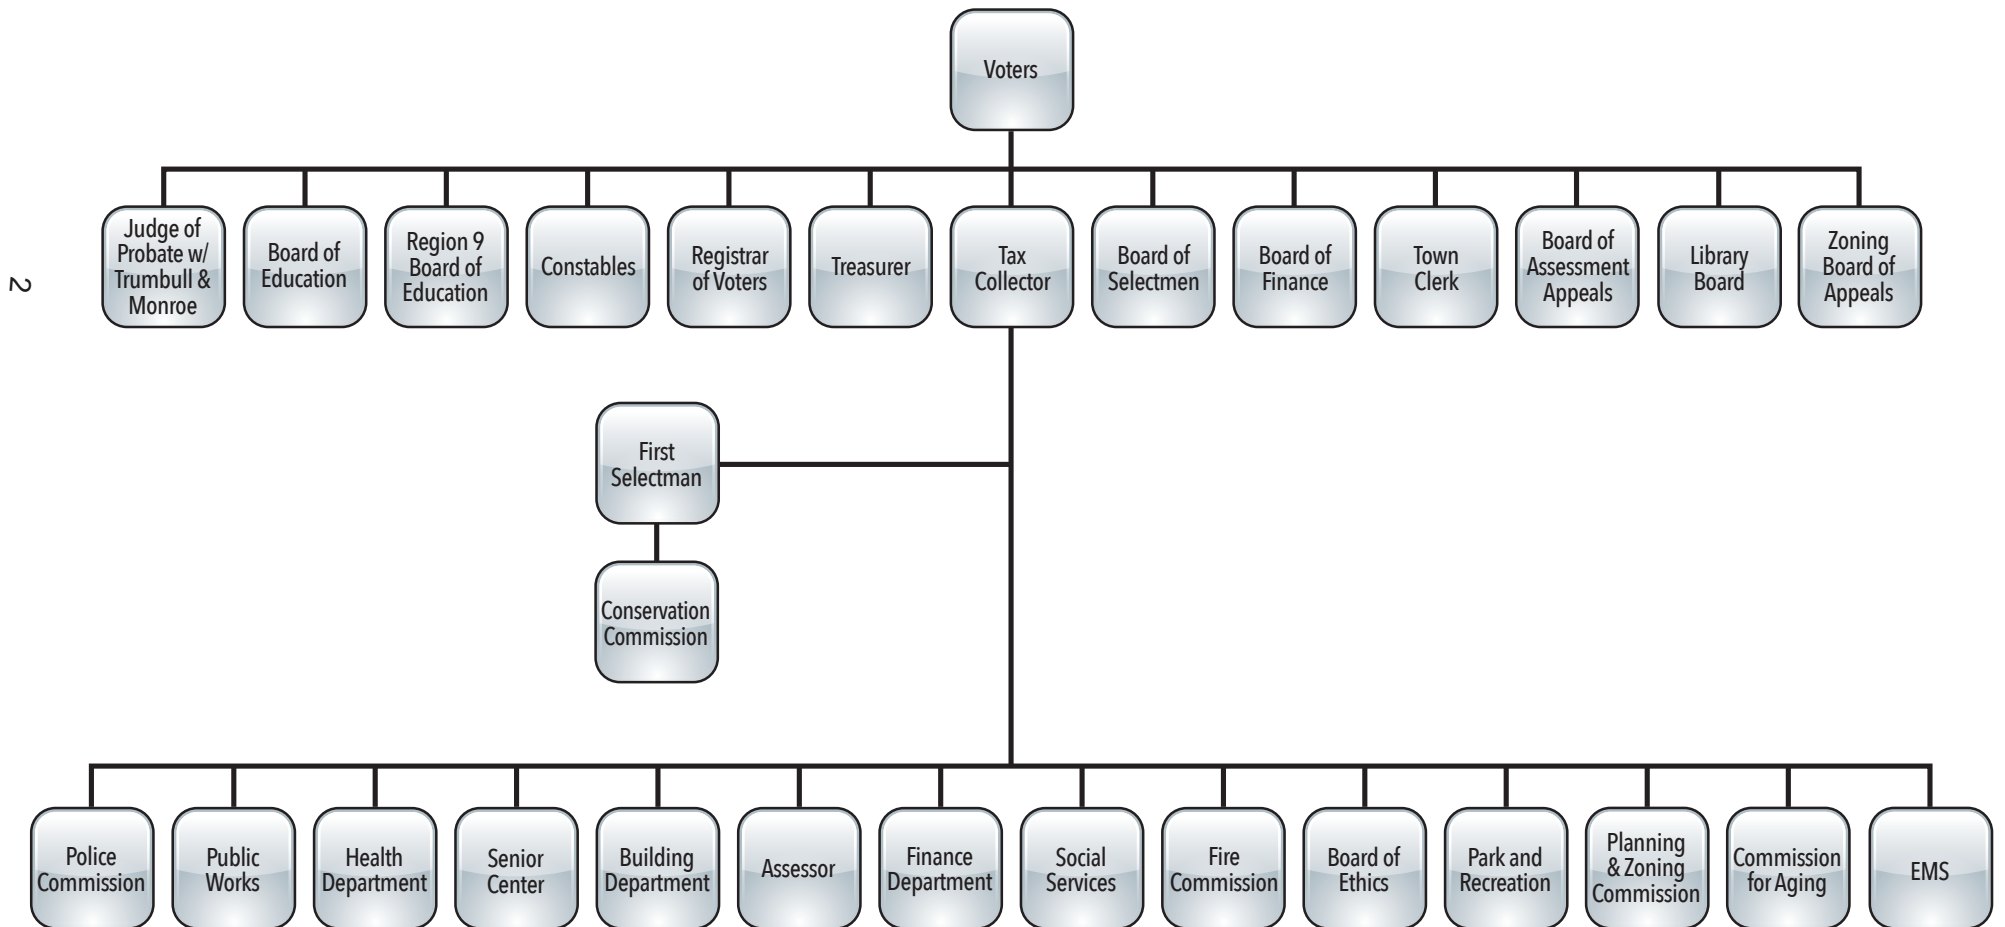 Voters
Judge of
Probate w/
Trumbull &
Monroe
Board of
Education
Region 9
Board of
Education
Constables
Registrar
of Voters
Treasurer
Tax
Collector
Board of
Selectmen
Board of
Finance
Town
Clerk
Board of
Assessment
Appeals
Library
Board
Zoning
Board of
Appeals
2
First
Selectman
Conservation
Commission
Police
Commission
Public
Works
Health
Department
Senior
Center
Building
Department
Assessor
Finance
Department
Social
Services
Fire
Commission
Board of
Ethics
Park and
Recreation
Planning
& Zoning
Commission
Commission
for Aging
EMS